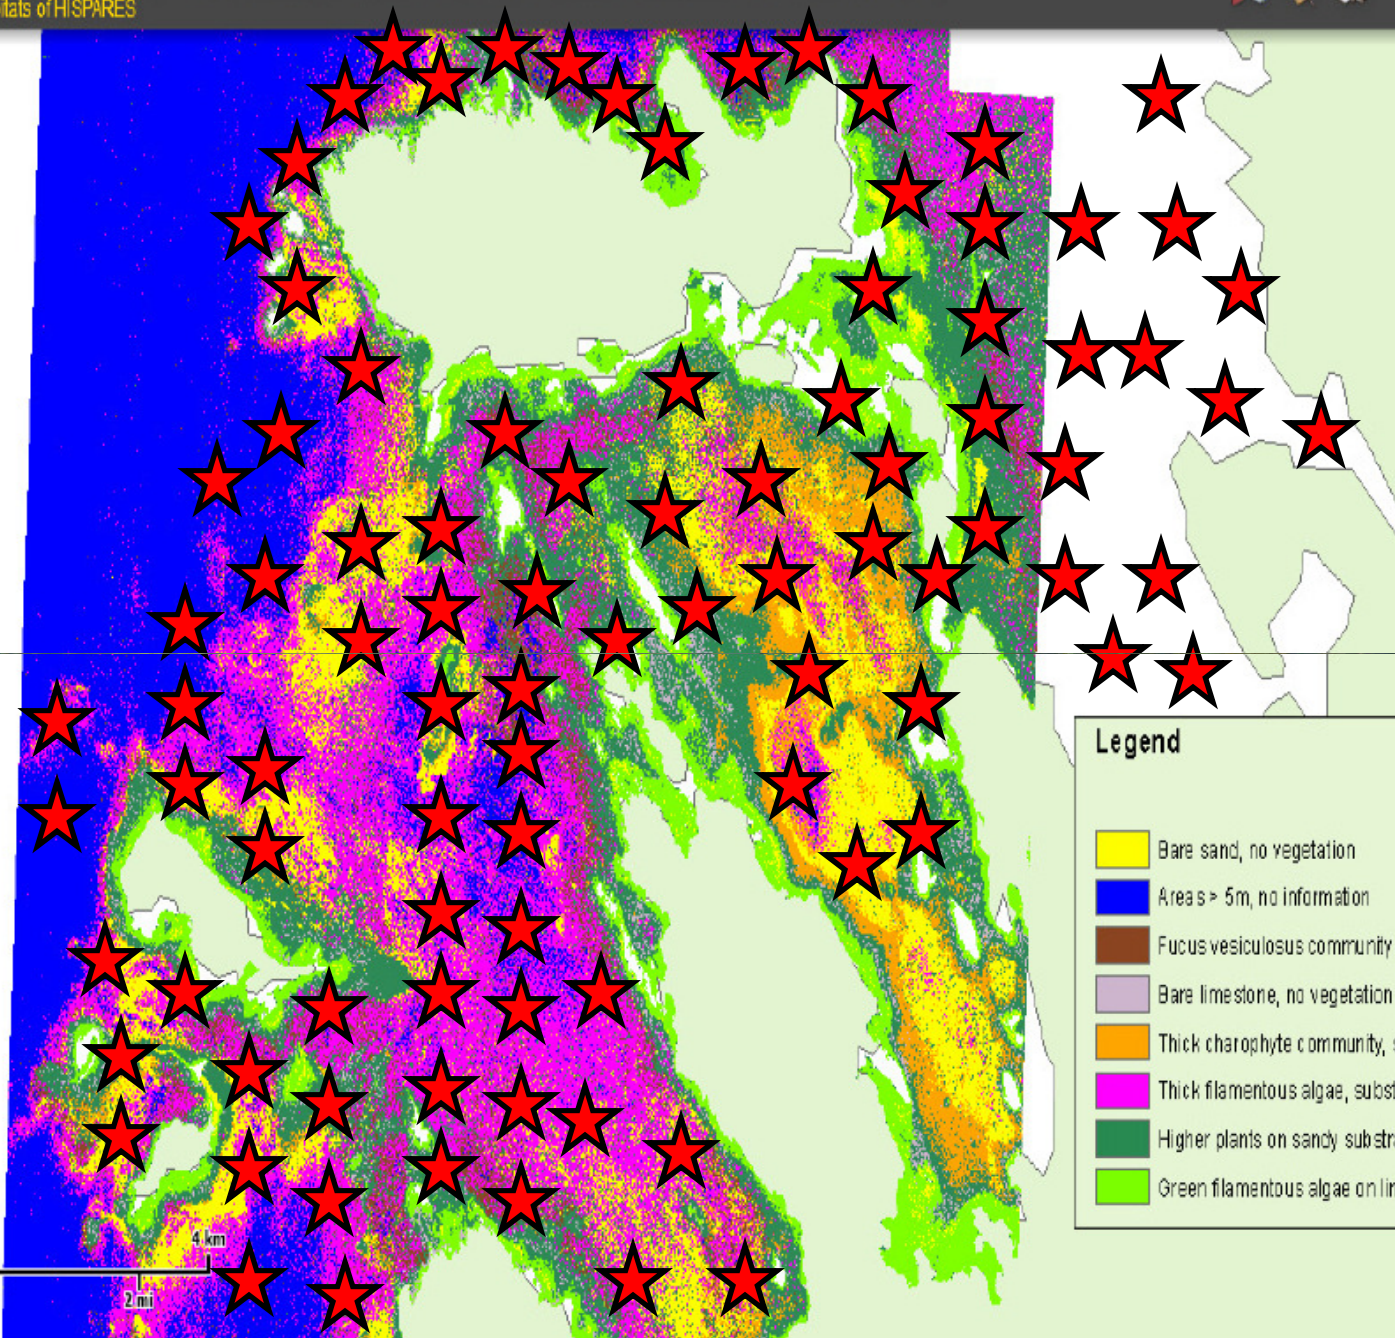 itats of HISPARES
Legend
Bare sand, no vegetation
Areas > 5m, no information
Fucus vesiculosus community
Bare limestone, no vegetation
Thick charophyte community,
Thick filamentous algae, subst
Higher plants on sandy substra
Green filamentous algae on lim
4 km
2 mi